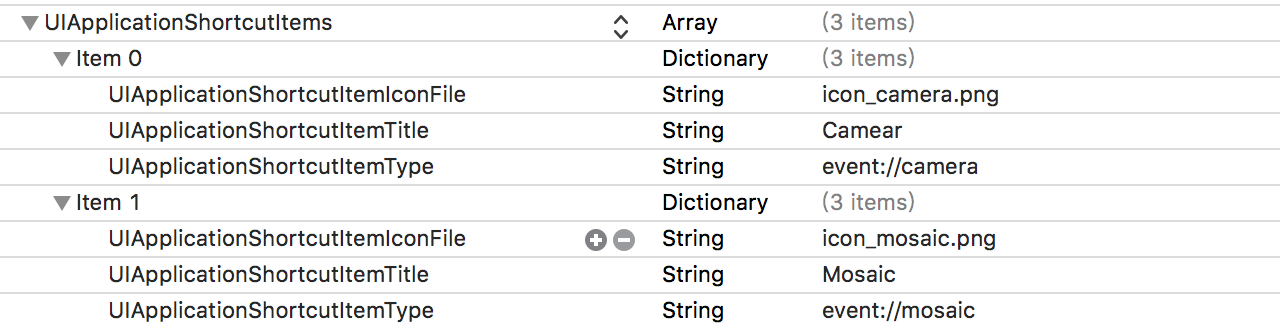 UIApplicationShortcutItems Array (3 items)
Item 0 Dictionary (3 items)
UIApplicationShortcutItemIconFile String icon_camera.png
UIApplicationShortcutItemTitle String Camear
UIApplicationShortcutItemType String event://camera
Item 1 Dictionary (3 items)
UIApplicationShortcutItemIconFile String icon_mosaic.png
UIApplicationShortcutItemTitle String Mosaic
UIApplicationShortcutItemType String event://mosaic